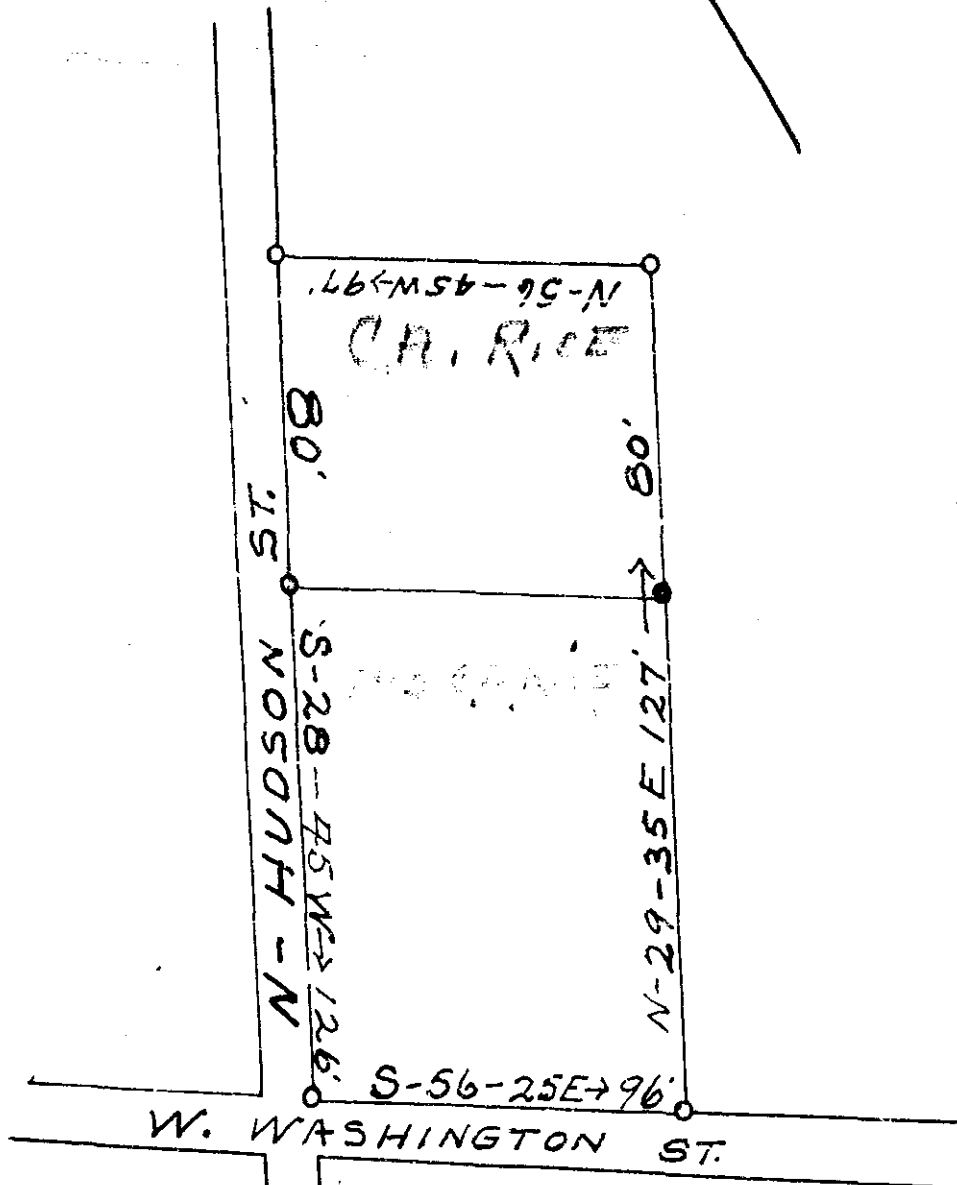 N-56-45W→97'
C.A. RICE
80'
80'
N-HUDSON ST.
S-28-45W→126'
N-29-35E 127'→
S-56-25E→96'
W. WASHINGTON ST.